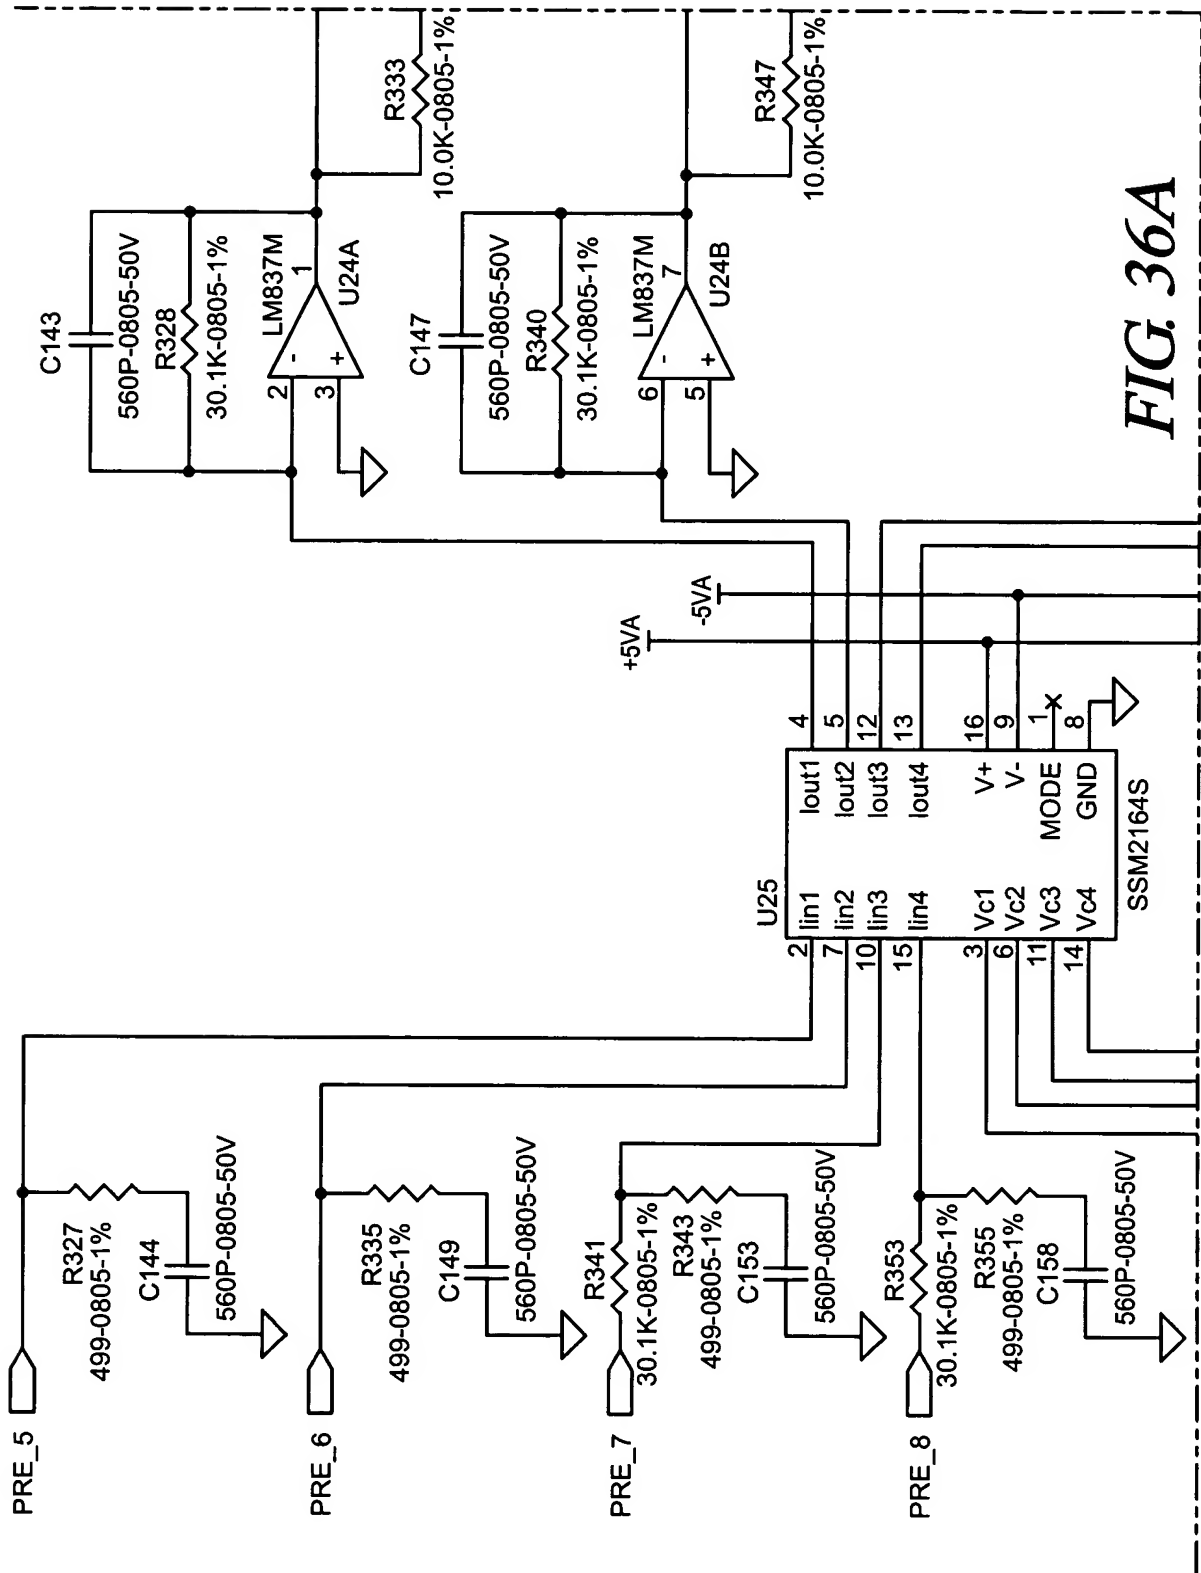 C143
560P-0805-50V
R328
30.1K-0805-1%
2
-
3
+
LM837M
1
U24A
R333
10.0K-0805-1%
C147
560P-0805-50V
R340
30.1K-0805-1%
6
-
5
+
LM837M
7
U24B
R347
10.0K-0805-1%
+5VA
-5VA
PRE_5
R327
499-0805-1%
C144
560P-0805-50V
PRE_6
R335
499-0805-1%
C149
560P-0805-50V
PRE_7
R341
30.1K-0805-1%
R343
499-0805-1%
C153
560P-0805-50V
PRE_8
R353
30.1K-0805-1%
R355
499-0805-1%
C158
560P-0805-50V
U25
2 Iin1 Iout1 4
7 Iin2 Iout2 5
10 Iin3 Iout3 12
15 Iin4 Iout4 13
3 Vc1 V+ 16
6 Vc2 V- 9
11 Vc3 MODE 1
14 Vc4 GND 8
SSM2164S
FIG. 36A